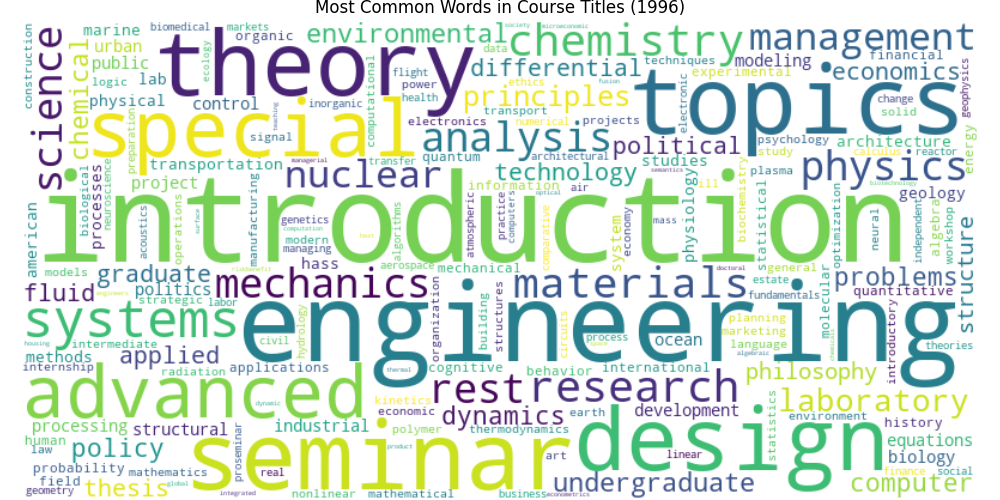 Most Common Words in Course Titles (1996)
introduction
engineering
topics
theory
special
seminar
design
advanced
systems
research
rest
analysis
chemistry
management
physics
science
mechanics
materials
nuclear
principles
environmental
laboratory
computer
undergraduate
policy
dynamics
applied
fluid
graduate
problems
structure
economics
political
technology
differential
philosophy
chemical
thesis
processes
marine
urban
public
logic
lab
physical
control
biomedical
organic
ecology
markets
society
microeconomic
data
techniques
modeling
financial
experimental
ethics
fusion
flight
power
health
computational
inorganic
teaching
signal
electronics
transport
numerical
projects
electronic
change
solid
geophysics
energy
construction
preparation
transportation
managerial
transfer
quantum
architectural
studies
semantics
psychology
study
architecture
calculus
reactor
biotechnology
geology
plasma
biological
neuroscience
project
operations
surface
manufacturing
genetics
computation
modern
managing
hass
heat
algorithms
aerospace
information
optical
air
atmospheric
practice
computers
comparative
system
economy
mass
physiology
ill
biochemistry
statistical
general
doctoral
estate
optimization
neural
independent
algebra
workshop
american
acoustics
models
politics
strategic
labor
engineers
mechanical
fundamentals
molecular
quantitative
introductory
theories
housing
intermediate
methods
internship
radiation
civil
hydrology
applications
thermal
cognitive
organization
building
structures
circuits
process
space
behavior
international
ocean
planning
marketing
language
algebraic
chemicals
processing
structural
industrial
dynamic
kinetics
economic
polymer
thermodynamics
earth
development
linear
art
statistics
environment
history
equations
biology
finance
social
human
law
probability
mathematics
field
geometry
global
proseminar
integrated
real
nonlinear
mathematical
product
business
econometrics